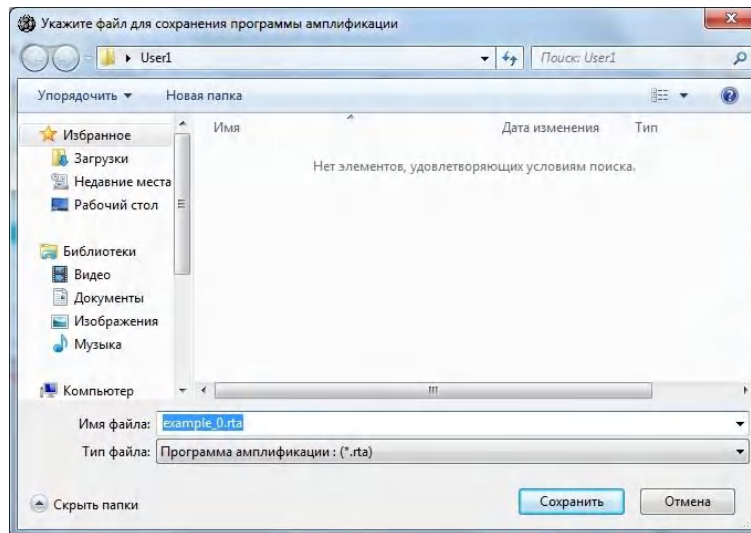 Укажите файл для сохранения программы амплификации
User1
Поиск: User1
Упорядочить
Новая папка
Избранное
Загрузки
Недавние места
Рабочий стол
Библиотеки
Видео
Документы
Изображения
Музыка
Компьютер
Имя
Дата изменения
Тип
Нет элементов, удовлетворяющих условиям поиска.
Имя файла: example_0.rta
Тип файла: Программа амплификации : (*.rta)
Скрыть папки
Сохранить
Отмена